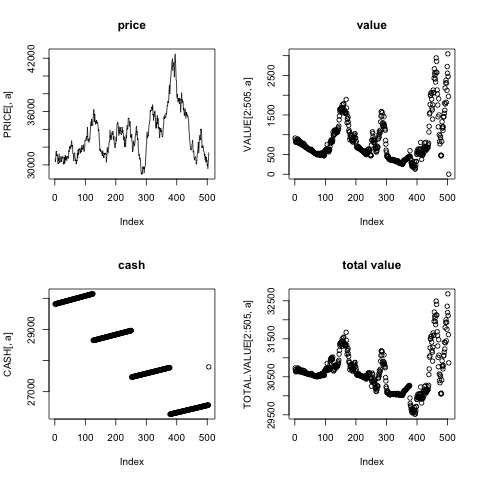 price
PRICE[, a]
42000
36000
30000
0 100 200 300 400 500
Index
value
VALUE[2:505, a]
2500
1500
500
0
0 100 200 300 400 500
Index
cash
CASH[, a]
29000
27000
0 100 200 300 400 500
Index
total value
TOTAL.VALUE[2:505, a]
32500
31500
30500
29500
0 100 200 300 400 500
Index